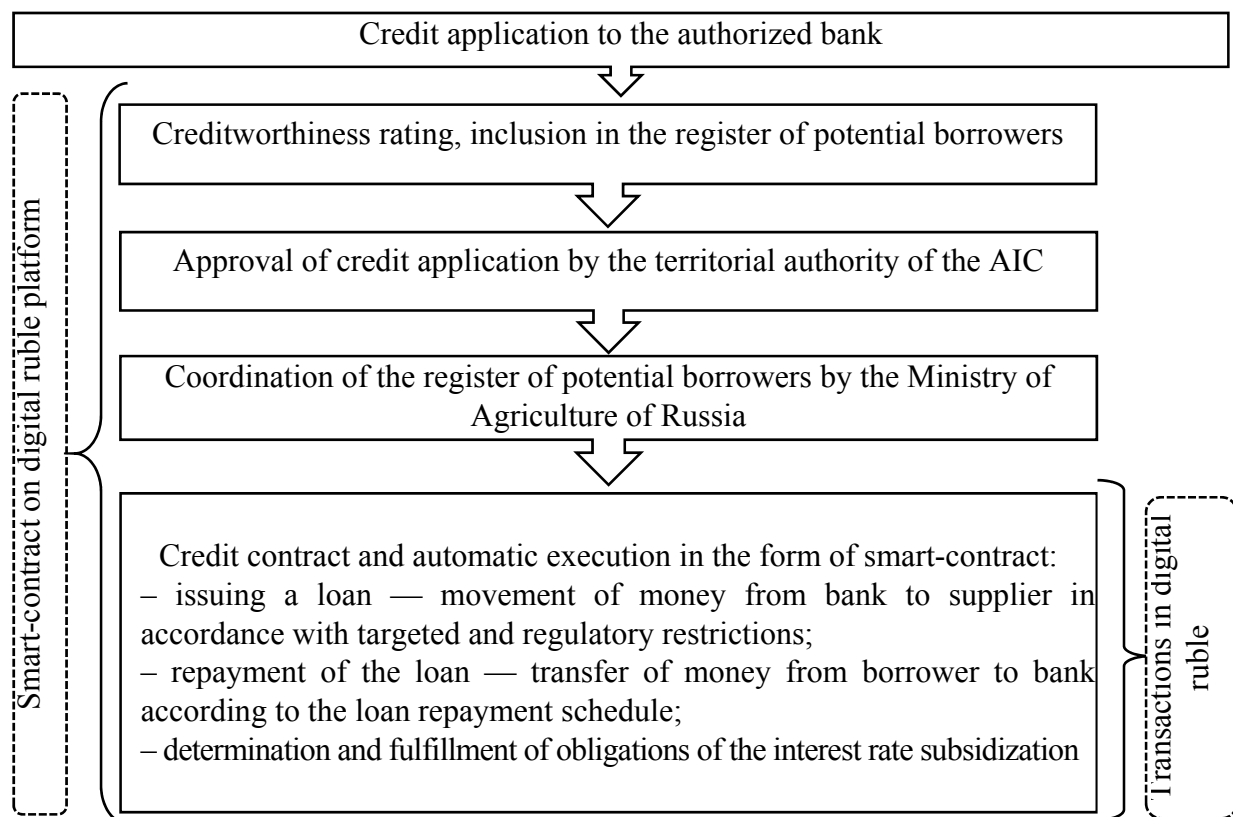 Credit application to the authorized bank
Smart-contract on digital ruble platform
Creditworthiness rating, inclusion in the register of potential borrowers
Approval of credit application by the territorial authority of the AIC
Coordination of the register of potential borrowers by the Ministry of
Agriculture of Russia
Credit contract and automatic execution in the form of smart-contract:
– issuing a loan — movement of money from bank to supplier in
accordance with targeted and regulatory restrictions;
– repayment of the loan — transfer of money from borrower to bank
according to the loan repayment schedule;
– determination and fulfillment of obligations of the interest rate subsidization
Transactions in digital
ruble